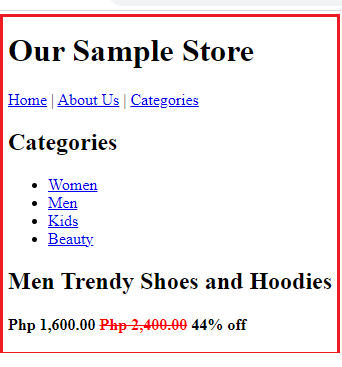 Our Sample Store
Home | About Us | Categories
Categories
Women
Men
Kids
Beauty
Men Trendy Shoes and Hoodies
Php 1,600.00 Php 2,400.00 44% off